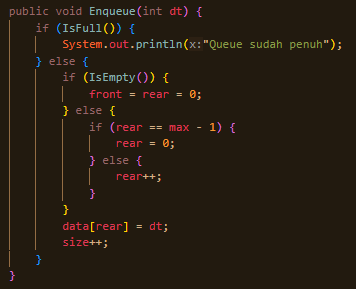 public void Enqueue(int dt) {
    if (IsFull()) {
        System.out.println(x:"Queue sudah penuh");
    } else {
        if (IsEmpty()) {
            front = rear = 0;
        } else {
            if (rear == max - 1) {
                rear = 0;
            } else {
                rear++;
            }
        }
        data[rear] = dt;
        size++;
    }
}